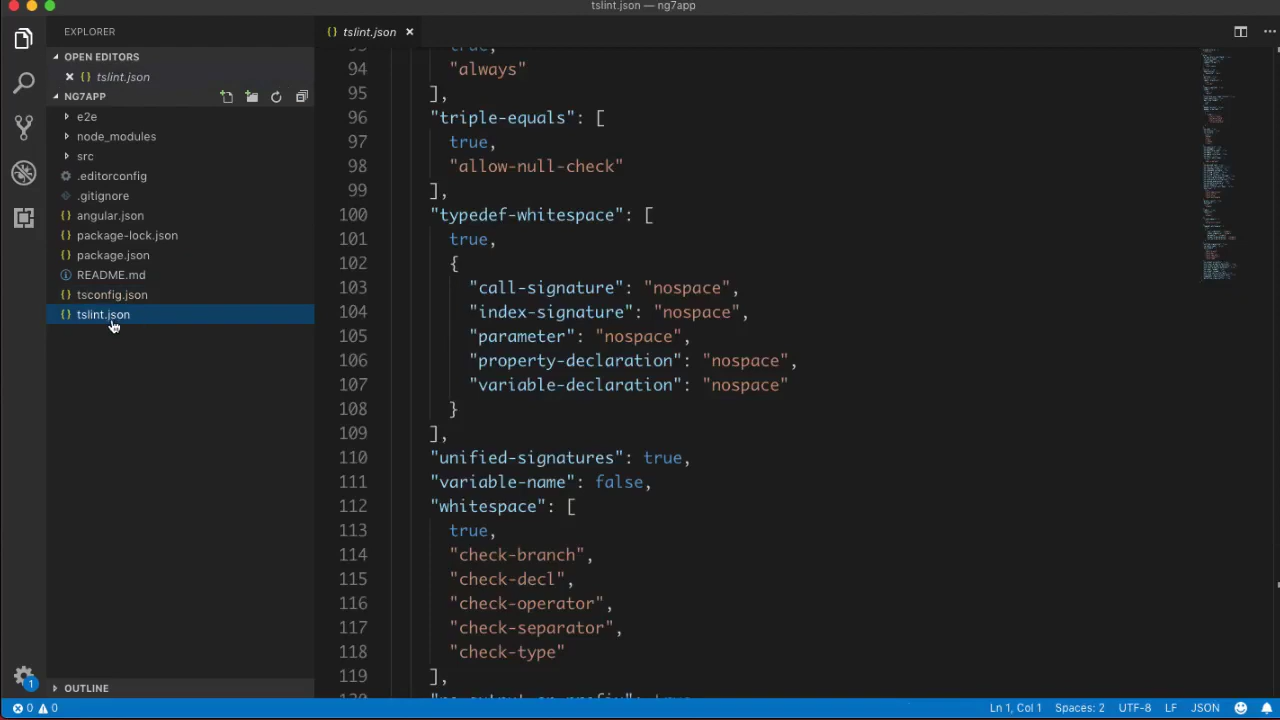 tslint.json — ng7app
EXPLORER
OPEN EDITORS
tslint.json
NG7APP
e2e
node_modules
src
.editorconfig
.gitignore
angular.json
package-lock.json
package.json
README.md
tsconfig.json
tslint.json
OUTLINE
1
tslint.json
93 true,
94 "always"
95 ],
96 "triple-equals": [
97 true,
98 "allow-null-check"
99 ],
100 "typedef-whitespace": [
101 true,
102 {
103 "call-signature": "nospace",
104 "index-signature": "nospace",
105 "parameter": "nospace",
106 "property-declaration": "nospace",
107 "variable-declaration": "nospace"
108 }
109 ],
110 "unified-signatures": true,
111 "variable-name": false,
112 "whitespace": [
113 true,
114 "check-branch",
115 "check-decl",
116 "check-operator",
117 "check-separator",
118 "check-type"
119 ],
0 0 Ln 1, Col 1 Spaces: 2 UTF-8 LF JSON